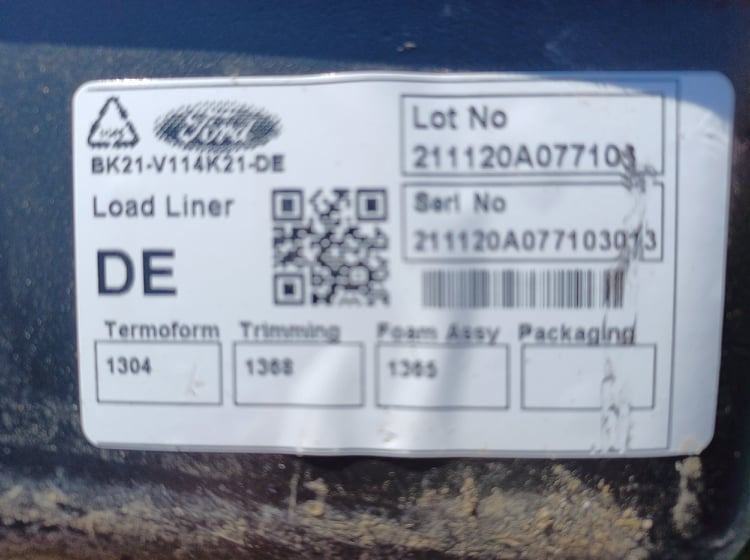 Ford
BK21-V114K21-DE
Load Liner
DE
Lot No
211120A077103
Serl No
211120A077103013
Termoform Trimming Foam Assy Packaging
1304 1368 1365